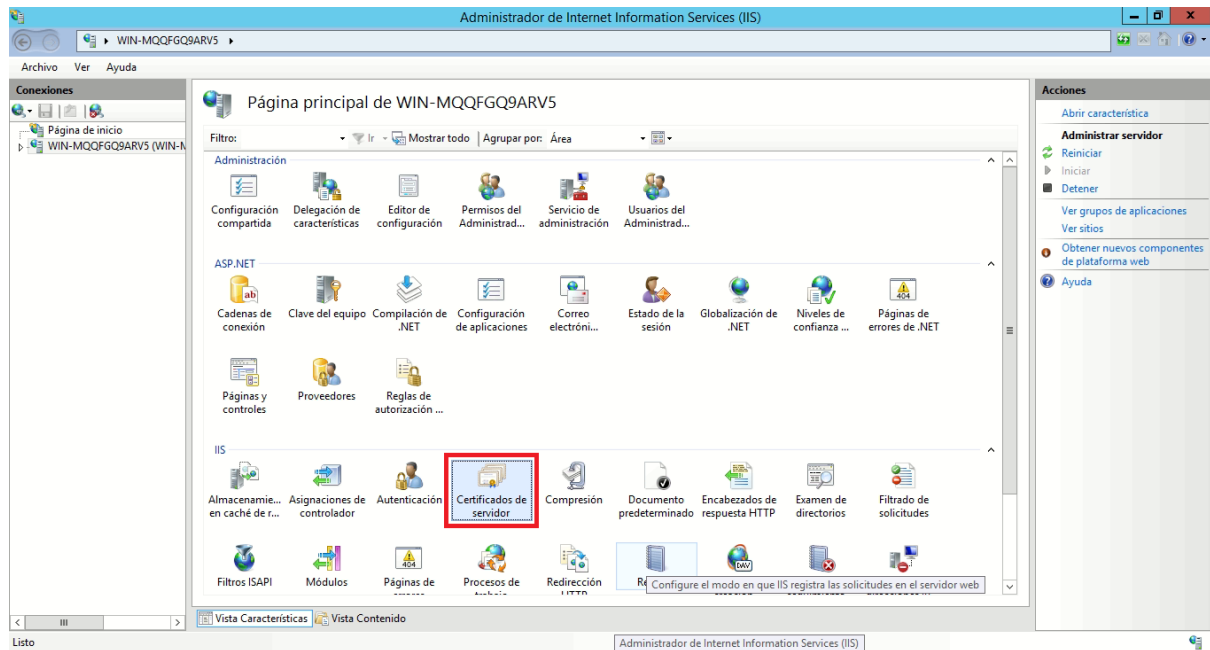 Administrador de Internet Information Services (IIS)
WIN-MQQFGQ9ARV5
Archivo Ver Ayuda
Conexiones
Página de inicio
WIN-MQQFGQ9ARV5 (WIN-M
Página principal de WIN-MQQFGQ9ARV5
Filtro: Ir Mostrar todo Agrupar por: Área
Administración
Configuración compartida
Delegación de características
Editor de configuración
Permisos del Administrad...
Servicio de administración
Usuarios del Administrad...
ASP.NET
Cadenas de conexión
Clave del equipo
Compilación de .NET
Configuración de aplicaciones
Correo electróni...
Estado de la sesión
Globalización de .NET
Niveles de confianza ...
Páginas de errores de .NET
Páginas y controles
Proveedores
Reglas de autorización ...
IIS
Almacenamie... en caché de r...
Asignaciones de controlador
Autenticación
Certificados de servidor
Compresión
Documento predeterminado
Encabezados de respuesta HTTP
Examen de directorios
Filtrado de solicitudes
Filtros ISAPI
Módulos
Páginas de
Procesos de
Redirección
Configure el modo en que IIS registra las solicitudes en el servidor web
Vista Característicias
Vista Contenido
Acciones
Abrir característica
Administrar servidor
Reiniciar
Iniciar
Detener
Ver grupos de aplicaciones
Ver sitios
Obtener nuevos componentes
de plataforma web
Ayuda
Listo
Administrador de Internet Information Services (IIS)